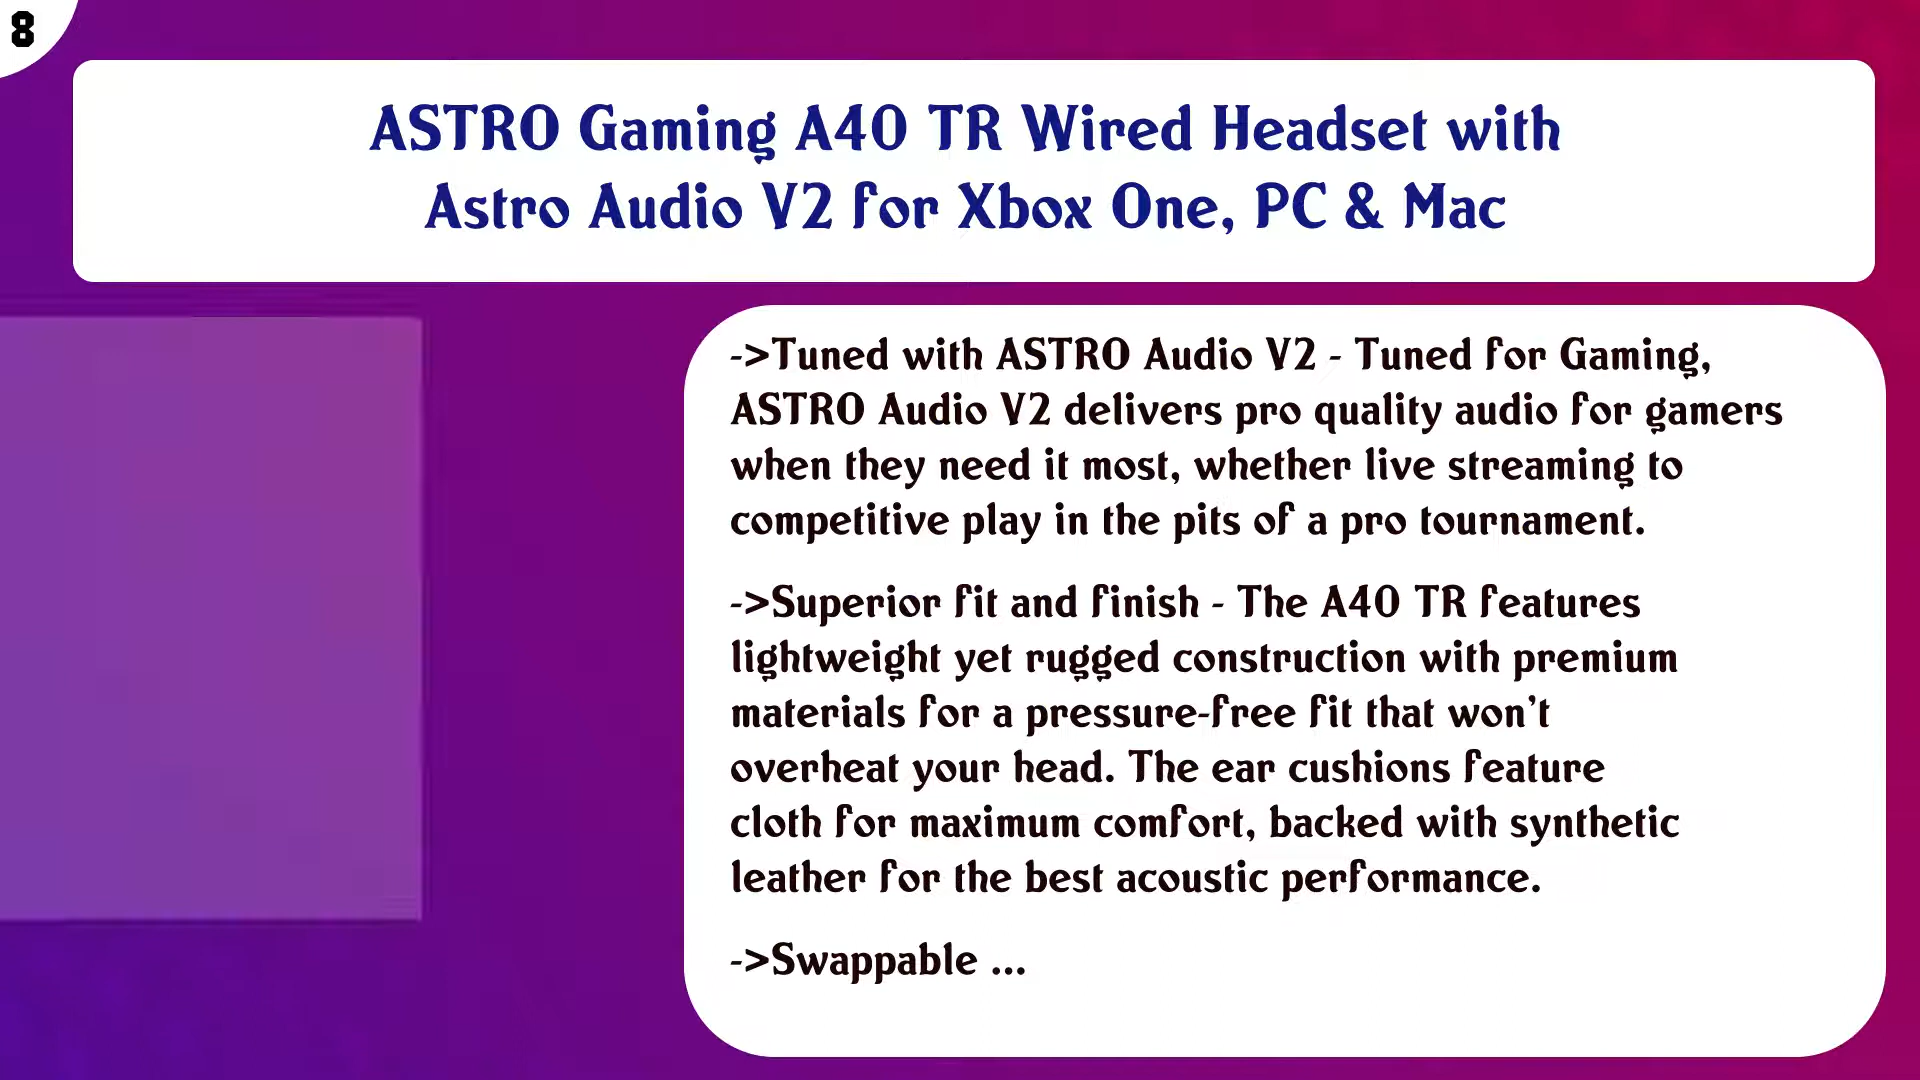 8
ASTRO Gaming A40 TR Wired Headset with
Astro Audio V2 for Xbox One, PC & Mac
->Tuned with ASTRO Audio V2 - Tuned for Gaming,
ASTRO Audio V2 delivers pro quality audio for gamers
when they need it most, whether live streaming to
competitive play in the pits of a pro tournament.
->Superior fit and finish - The A40 TR features
lightweight yet rugged construction with premium
materials for a pressure-free fit that won't
overheat your head. The ear cushions feature
cloth for maximum comfort, backed with synthetic
leather for the best acoustic performance.
->Swappable ...